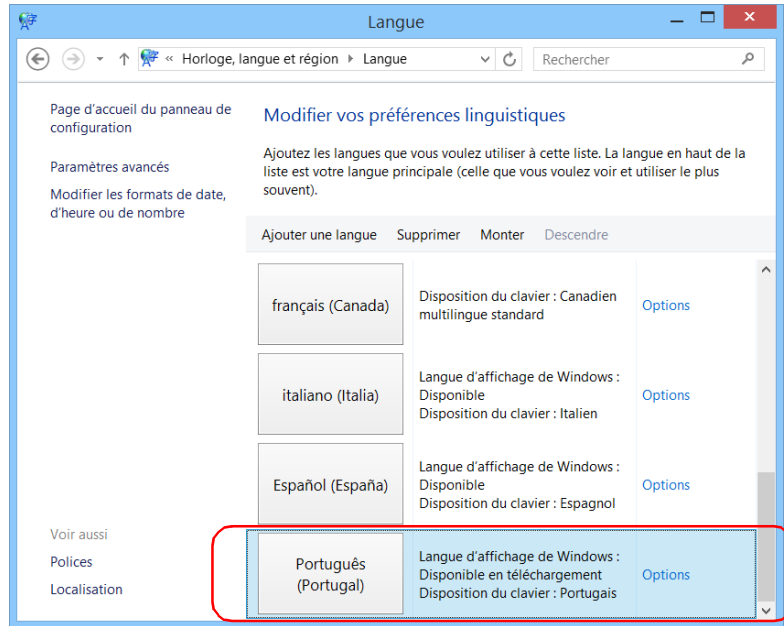 Langue
« Horloge, langue et région Langue
Rechercher
Page d'accueil du panneau de
configuration
Paramètres avancés
Modifier les formats de date,
d'heure ou de nombre
Modifier vos préférences linguistiques
Ajoutez les langues que vous voulez utiliser à cette liste. La langue en haut de la
liste est votre langue principale (celle que vous voulez voir et utiliser le plus
souvent).
Ajouter une langue Supprimer Monter Descendre
français (Canada)
Disposition du clavier : Canadien
multilingue standard
Options
italiano (Italia)
Langue d'affichage de Windows :
Disponible
Disposition du clavier : Italien
Options
Español (España)
Langue d'affichage de Windows :
Disponible
Disposition du clavier : Espagnol
Options
Português
(Portugal)
Langue d'affichage de Windows :
Disponible en téléchargement
Disposition du clavier : Portugais
Options
Voir aussi
Polices
Localisation